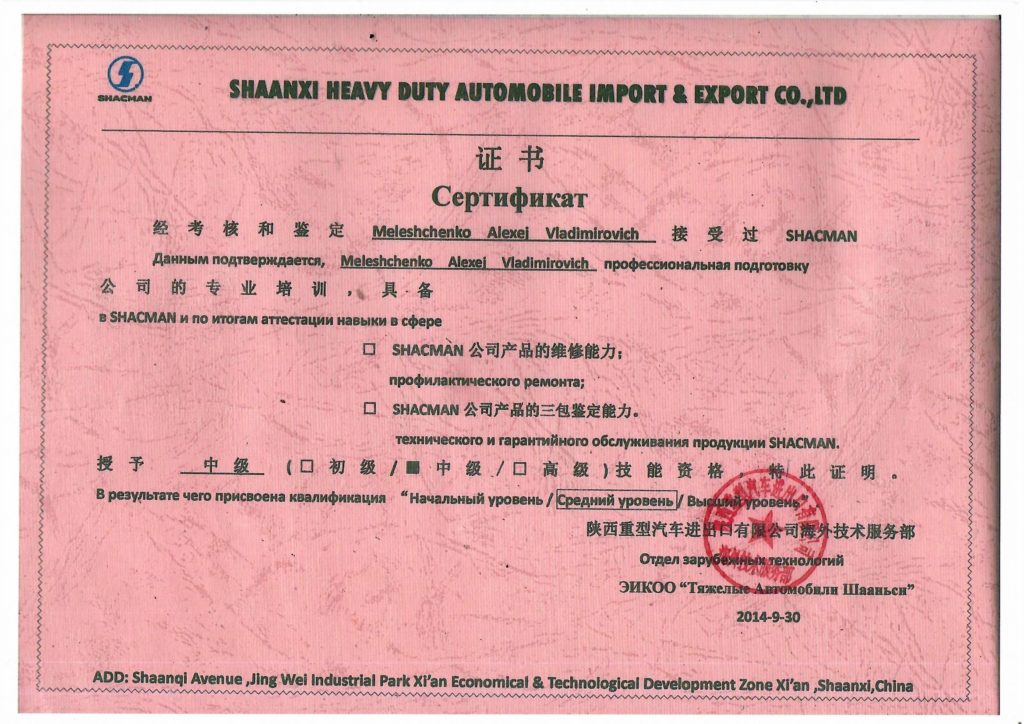 SHACMAN
SHAANXI HEAVY DUTY AUTOMOBILE IMPORT & EXPORT CO.,LTD
证书
Сертификат
经考核和鉴定 Meleshchenko Alexei Vladimirovich 接受过 SHACMAN
Данным подтверждается, Meleshchenko Alexei Vladimirovich профессиональная подготовку
公司的专业培训，具备
в SHACMAN и по итогам аттестации навыки в сфере
□ SHACMAN 公司产品的维修能力；
профилактического ремонта;
□ SHACMAN 公司产品的三包鉴定能力。
технического и гарантийного обслуживания продукции SHACMAN.
授予 中级 (□初级/■中级/□高级)技能资格，特此证明。
В результате чего присвоена квалификация “Начальный уровень / Средний уровень / Высший уровень”
陕西重型汽车进出口有限公司海外技术服务部
Отдел зарубежных технологий
ЭИКОО “Тяжелые Автомобили Шааньси”
2014-9-30
ADD: Shaanqi Avenue ,Jing Wei Industrial Park Xi’an Economical & Technological Development Zone Xi’an ,Shaanxi,China